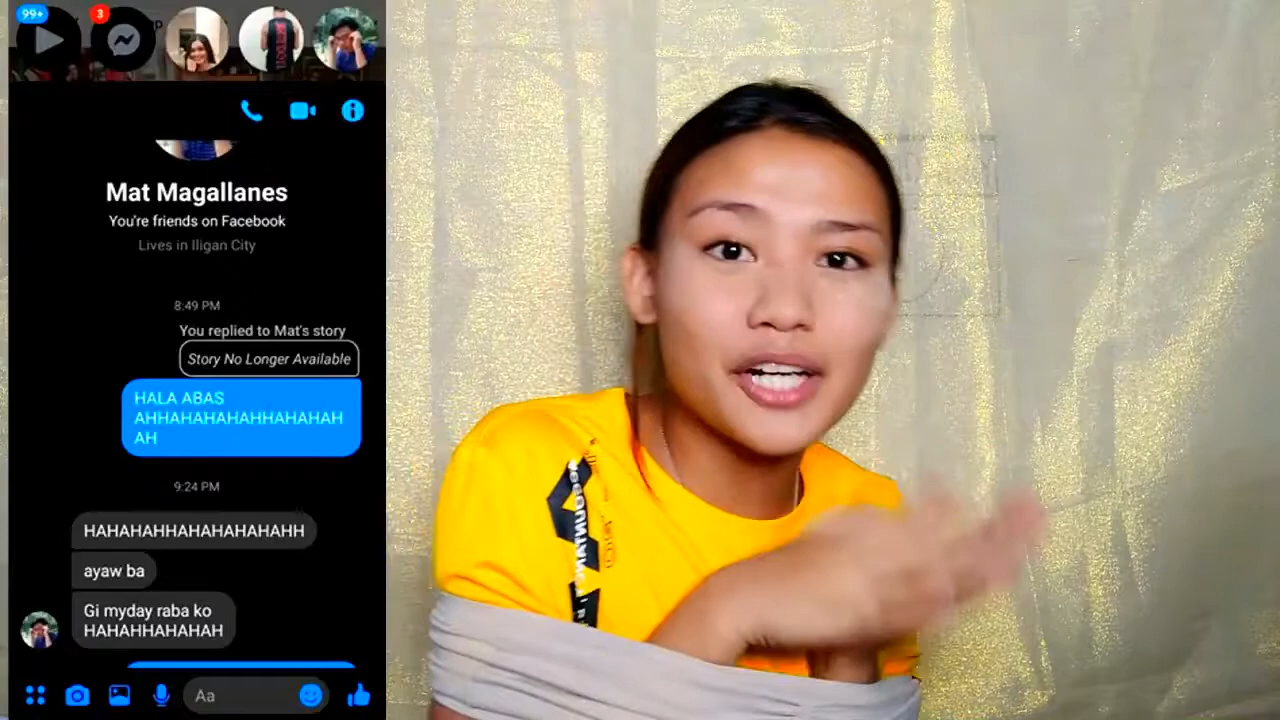 99+
3
Mat Magallanes
You're friends on Facebook
Lives in Iligan City
8:49 PM
You replied to Mat's story
Story No Longer Available
HALA ABAS
AHHAHAHAHAHHAHAHAH
AH
9:24 PM
HAHAHAHHAHAHAHAHAHH
ayaw ba
Gi myday raba ko
HAHAHHAHAHAH
Aa